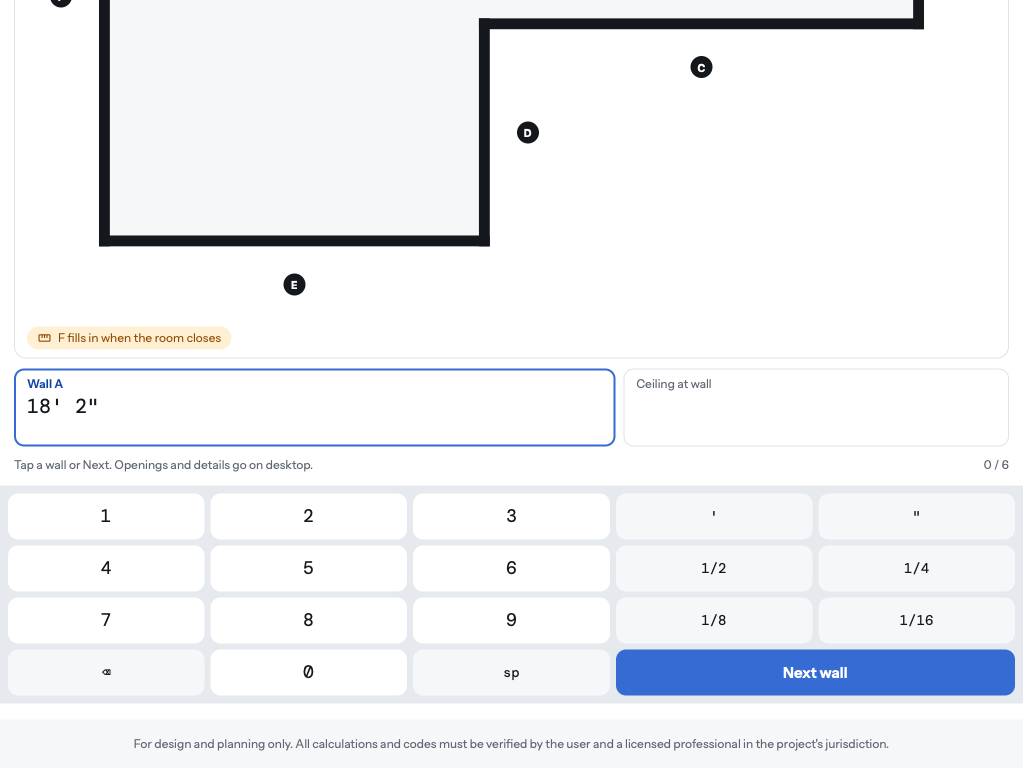 C
D
E
F fills in when the room closes
Wall A
18' 2"
Ceiling at wall
Tap a wall or Next. Openings and details go on desktop.
0 / 6
1 2 3 ' "
4 5 6 1/2 1/4
7 8 9 1/8 1/16
⌫ 0 sp Next wall
For design and planning only. All calculations and codes must be verified by the user and a licensed professional in the project's jurisdiction.